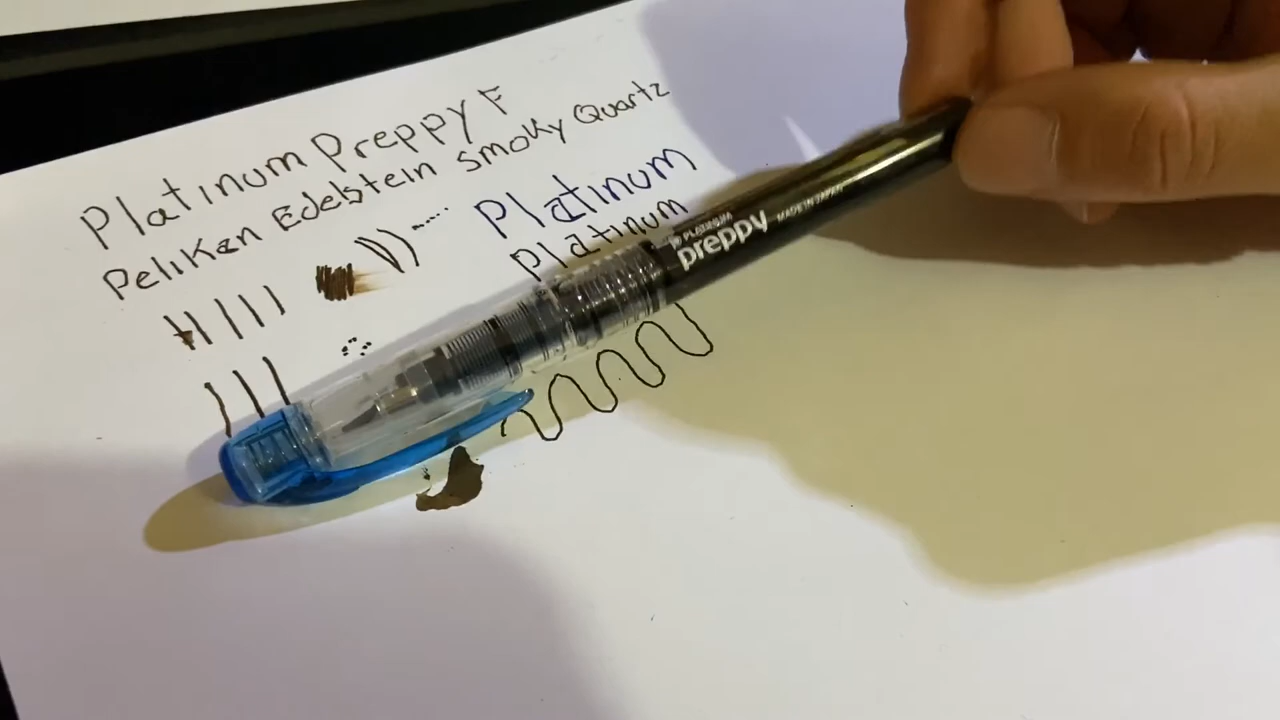 Platinum Preppy F
Pelikan Edelstein Smoky Quartz
Platinum
Platinum
PLATINUM
preppy MADE IN JAPAN